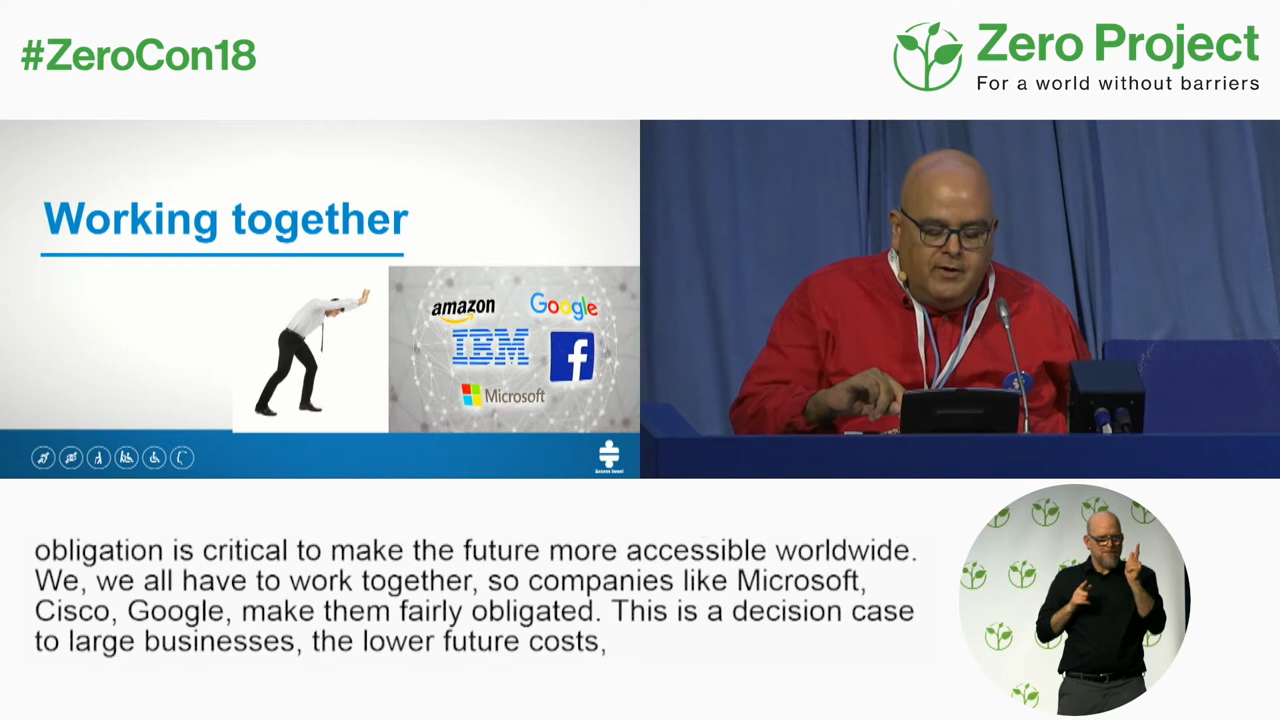 #ZeroCon18
Zero Project
For a world without barriers
Working together
amazon
Google
IBM
f
Microsoft
Access Israel
obligation is critical to make the future more accessible worldwide.
We, we all have to work together, so companies like Microsoft,
Cisco, Google, make them fairly obligated. This is a decision case
to large businesses, the lower future costs,